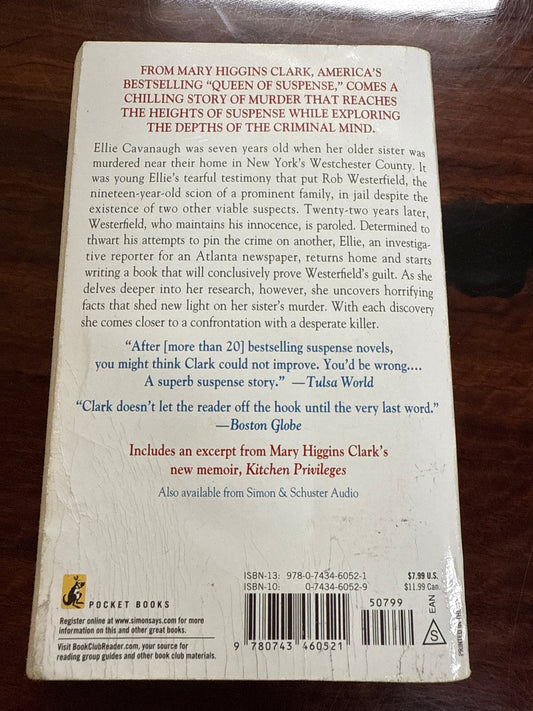 FROM MARY HIGGINS CLARK, AMERICA'S
BESTSELLING "QUEEN OF SUSPENSE," COMES A
CHILLING STORY OF MURDER THAT REACHES
THE HEIGHTS OF SUSPENSE WHILE EXPLORING
THE DEPTHS OF THE CRIMINAL MIND.
Ellie Cavanaugh was seven years old when her older sister was
murdered near their home in New York's Westchester County. It
was young Ellie's tearful testimony that put Rob Westerfield, the
nineteen-year-old scion of a prominent family, in jail despite the
existence of two other viable suspects. Twenty-two years later,
Westerfield, who maintains his innocence, is paroled. Determined to
thwart his attempts to pin the crime on another, Ellie, an investiga-
tive reporter for an Atlanta newspaper, returns home and starts
writing a book that will conclusively prove Westerfield's guilt. As she
delves deeper into her research, however, she uncovers horrifying
facts that shed new light on her sister's murder. With each discovery
she comes closer to a confrontation with a desperate killer.
"After [more than 20] bestselling suspense novels,
you might think Clark could not improve. You'd be wrong....
A superb suspense story." —Tulsa World
"Clark doesn't let the reader off the hook until the very last word."
—Boston Globe
Includes an excerpt from Mary Higgins Clark's
new memoir, Kitchen Privileges
Also available from Simon & Schuster Audio
POCKET BOOKS
Register online at www.simonsays.com for more
information on this and other great books.
Visit BookClubReader.com, your source for
reading group guides and other book club materials.
ISBN-13: 978-0-7434-6052-1
ISBN-10: 0-7434-6052-9
$7.99 U.S.
$11.99 Can.
50799
9 780743 460521
EAN
S
PRINTED IN THE